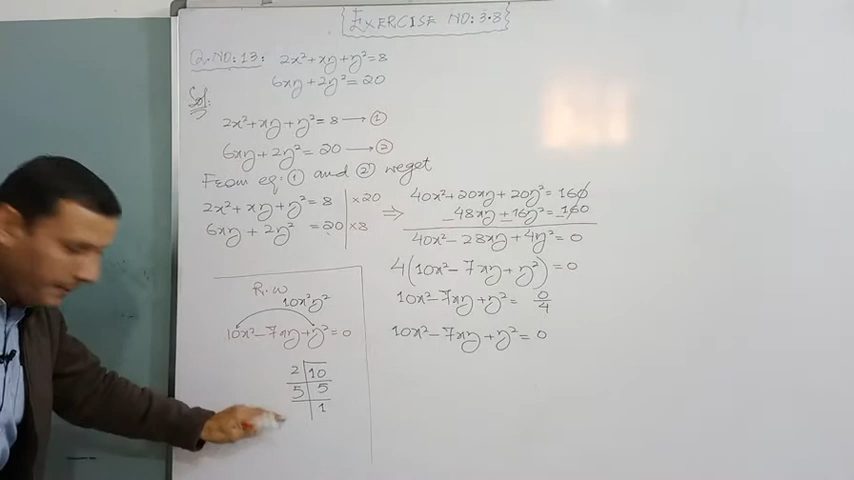 EXERCISE NO: 3.8
Q.NO:13: 2x²+xy+y²=8
6xy+2y²=20
Sol:
2x²+xy+y²=8 → ①
6xy+2y²=20 → ②
From eq: ① and ② we get
2x²+xy+y²=8 |×20
6xy+2y²=20 |×8
⇒ 40x²+20xy+20y²=160
_48xy±16y²=_160
40x²-28xy+4y²=0
4(10x²-7xy+y²)=0
10x²-7xy+y²=0/4
10x²-7xy+y²=0
R.W
10x²y²
10x²-7xy+y²=0
2|10
5|5
|1